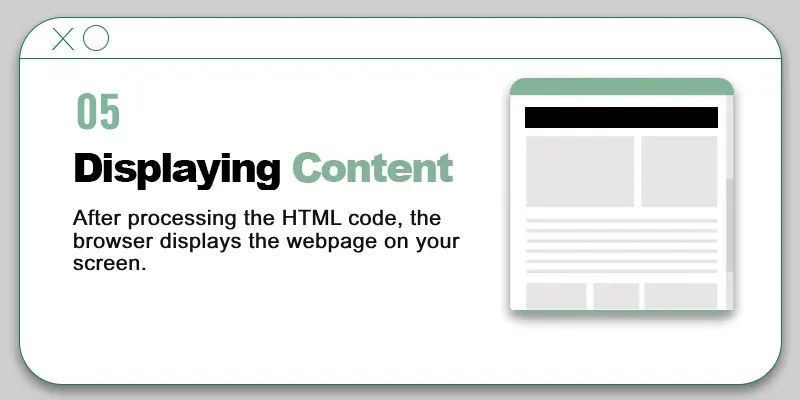 05
Displaying Content
After processing the HTML code, the
browser displays the webpage on your
screen.